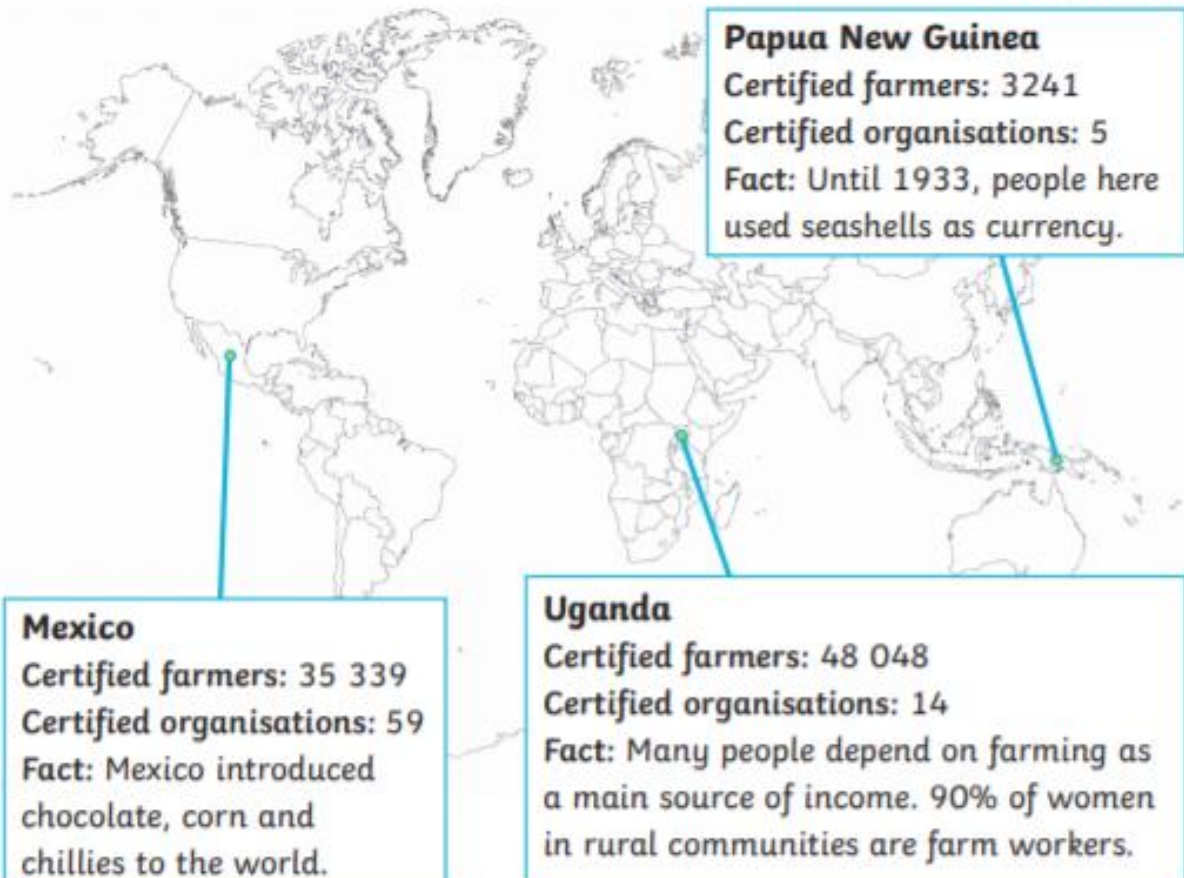 Papua New Guinea
Certified farmers: 3241
Certified organisations: 5
Fact: Until 1933, people here
used seashells as currency.
Mexico
Certified farmers: 35 339
Certified organisations: 59
Fact: Mexico introduced
chocolate, corn and
chillies to the world.
Uganda
Certified farmers: 48 048
Certified organisations: 14
Fact: Many people depend on farming as
a main source of income. 90% of women
in rural communities are farm workers.